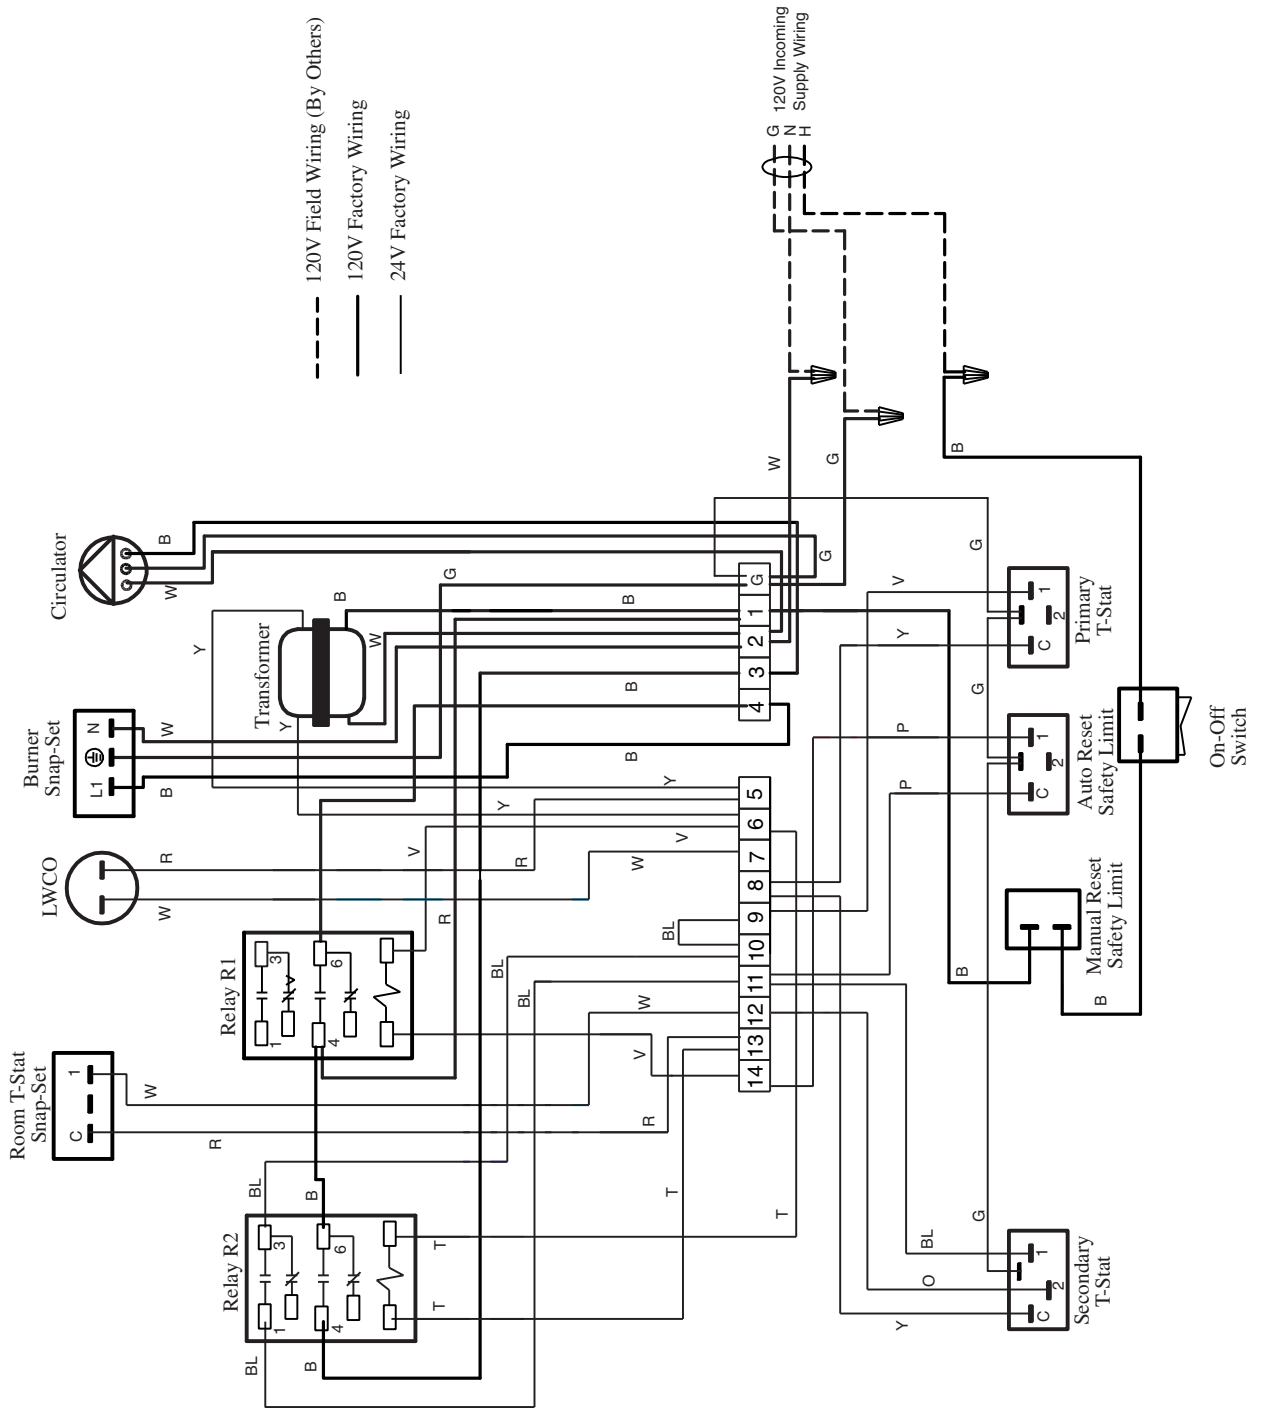 Room T-Stat
Snap-Set
C
1
R
W
LWCO
W
R
Burner
Snap-Set
L1
N
B
W
Circulator
W
B
Relay R2
1
3
4
6
BL
BL
B
B
T
T
Relay R1
1
3
4
6
V
V
R
Transformer
Y
Y
B
W
G
120V Field Wiring (By Others)
120V Factory Wiring
24V Factory Wiring
BL
BL
R
Y
Y
T
R
V
W
W
V
BL
B
B
B
14
13
12
11
10
9
8
7
6
5
4
3
2
1
G
T
G
W
G
G
N
H
120V Incoming
Supply Wiring
Y
O
BL
G
P
P
G
Y
V
G
B
B
B
C
1
2
Secondary
T-Stat
Manual Reset
Safety Limit
C
1
2
Auto Reset
Safety Limit
C
1
2
Primary
T-Stat
On-Off
Switch